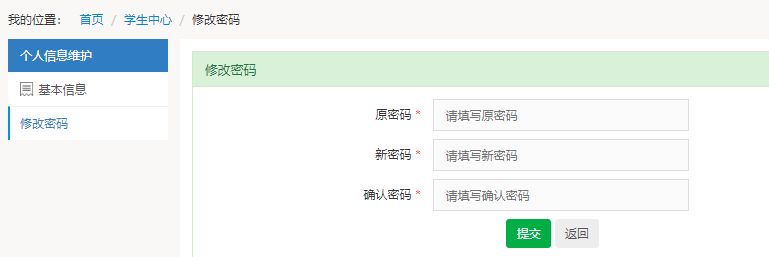 我的位置： 首页 / 学生中心 / 修改密码
个人信息维护
基本信息
修改密码
修改密码
原密码 * 请填写原密码
新密码 * 请填写新密码
确认密码 * 请填写确认密码
提交 返回